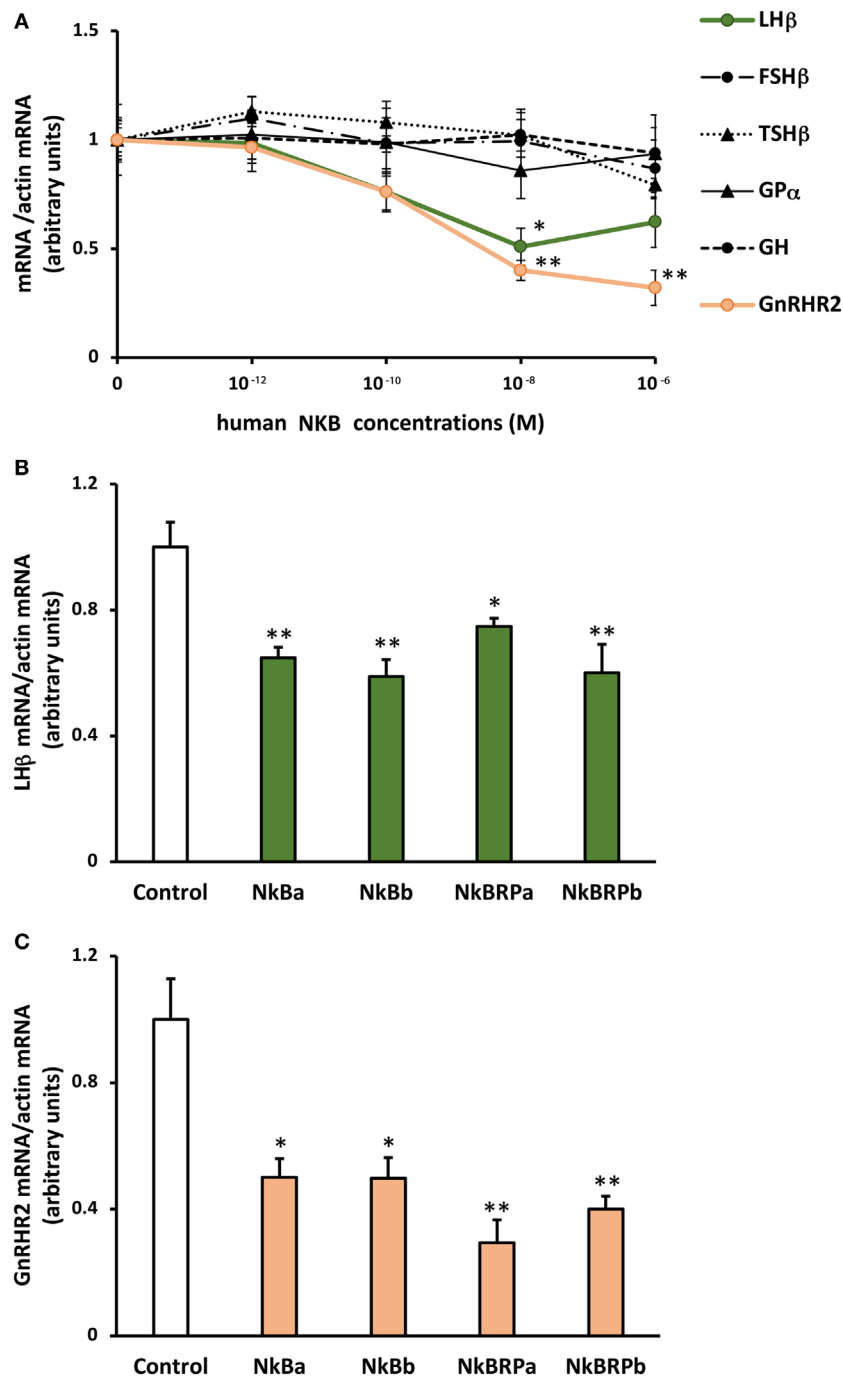 A
mRNA /actin mRNA
(arbitrary units)
1.5
1
0.5
0
*
**
**
0
10⁻¹²
10⁻¹⁰
10⁻⁸
10⁻⁶
human NKB concentrations (M)
LHβ
FSHβ
TSHβ
GPα
GH
GnRHR2
B
LHβ mRNA/actin mRNA
(arbitrary units)
1.2
0.8
0.4
0
**
**
*
**
Control
NkBa
NkBb
NkBRPa
NkBRPb
C
GnRHR2 mRNA/actin mRNA
(arbitrary units)
1.2
0.8
0.4
0
*
*
**
**
Control
NkBa
NkBb
NkBRPa
NkBRPb